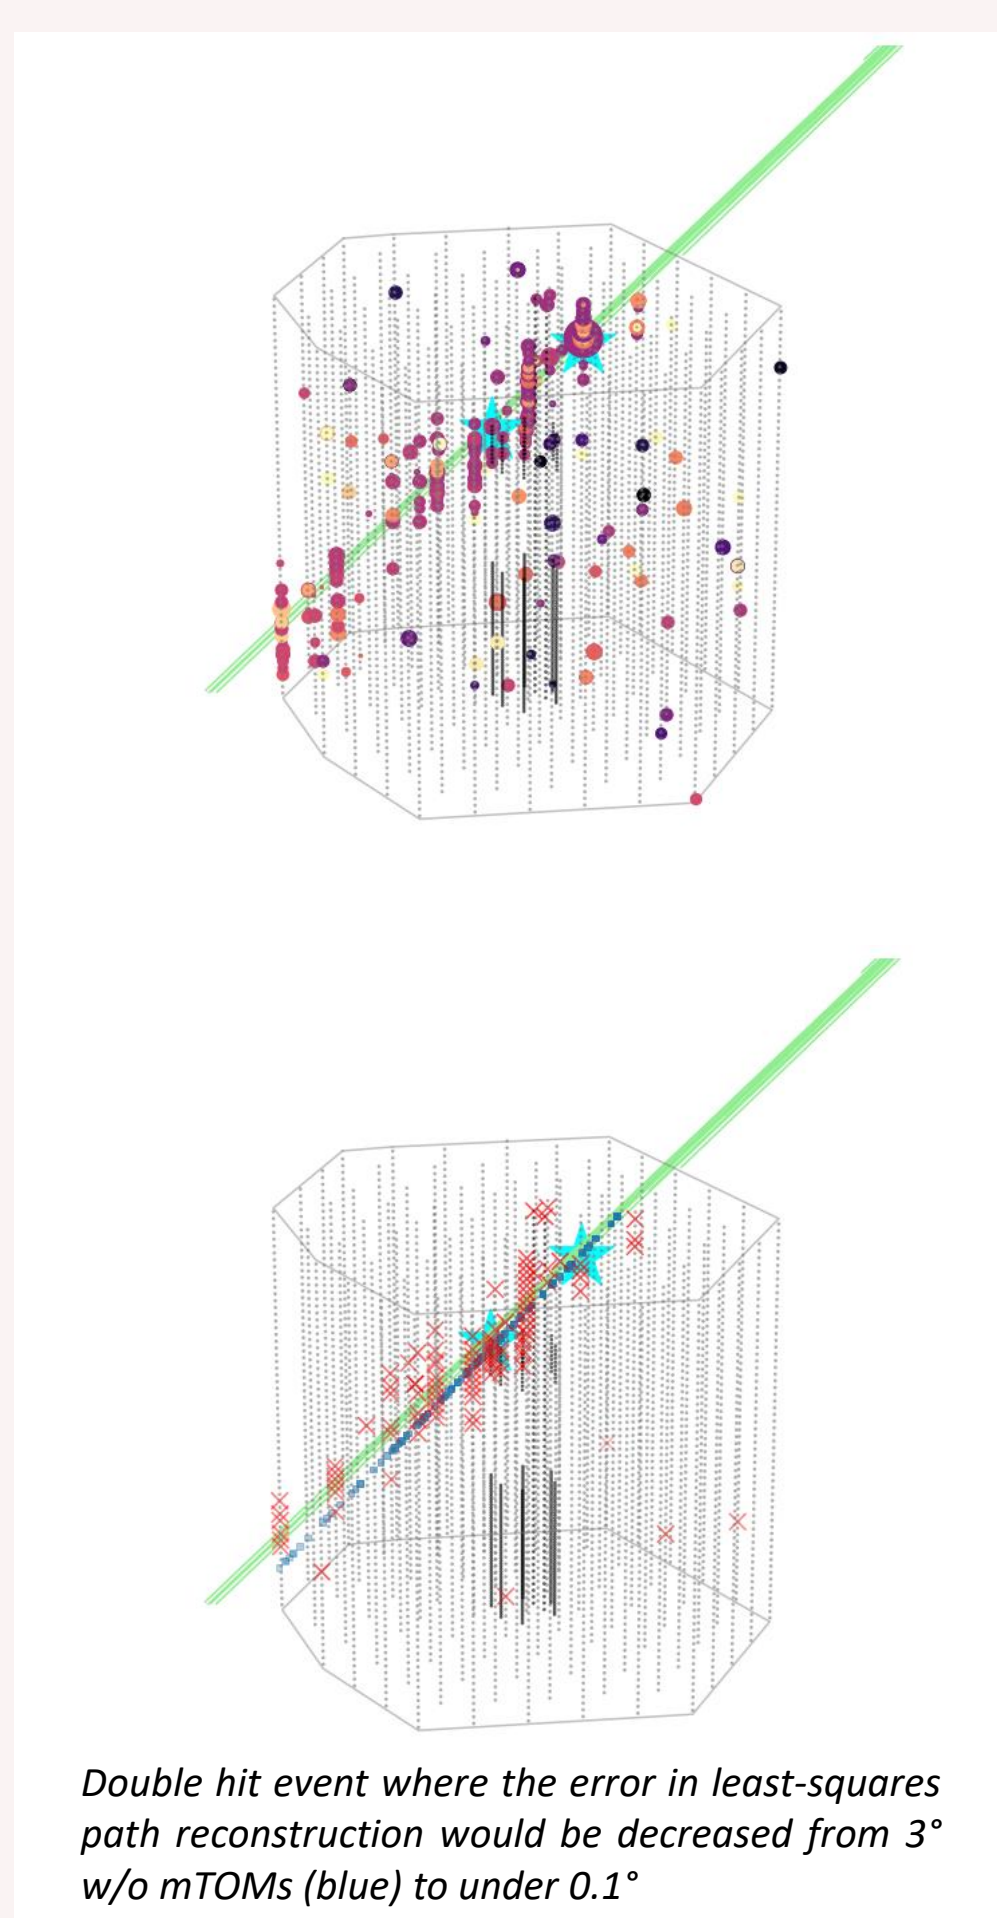 Double hit event where the error in least-squares
path reconstruction would be decreased from 3°
w/o mTOMs (blue) to under 0.1°